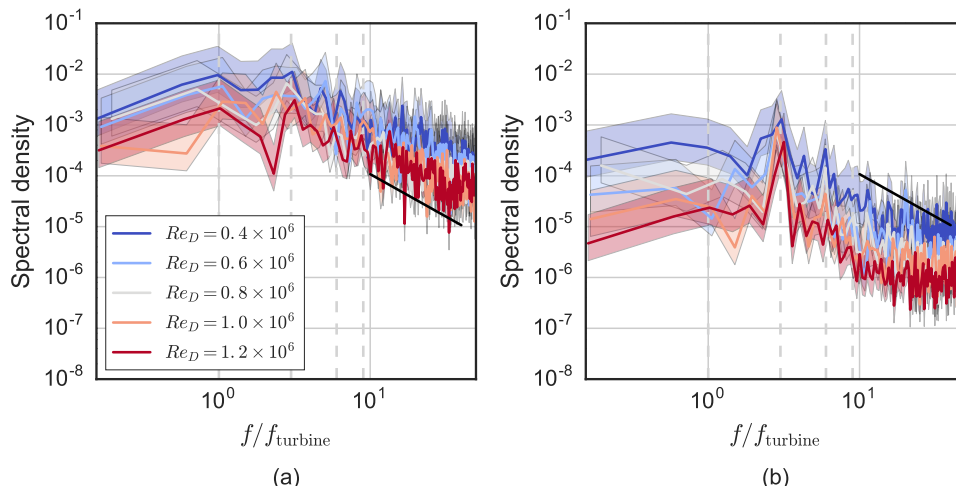 10^{-1}
10^{-2}
10^{-3}
10^{-4}
10^{-5}
10^{-6}
10^{-7}
10^{-8}
Spectral density
Re_D = 0.4 × 10^6
Re_D = 0.6 × 10^6
Re_D = 0.8 × 10^6
Re_D = 1.0 × 10^6
Re_D = 1.2 × 10^6
10^0 10^1
f/f_turbine
(a)
10^{-1}
10^{-2}
10^{-3}
10^{-4}
10^{-5}
10^{-6}
10^{-7}
10^{-8}
Spectral density
10^0 10^1
f/f_turbine
(b)